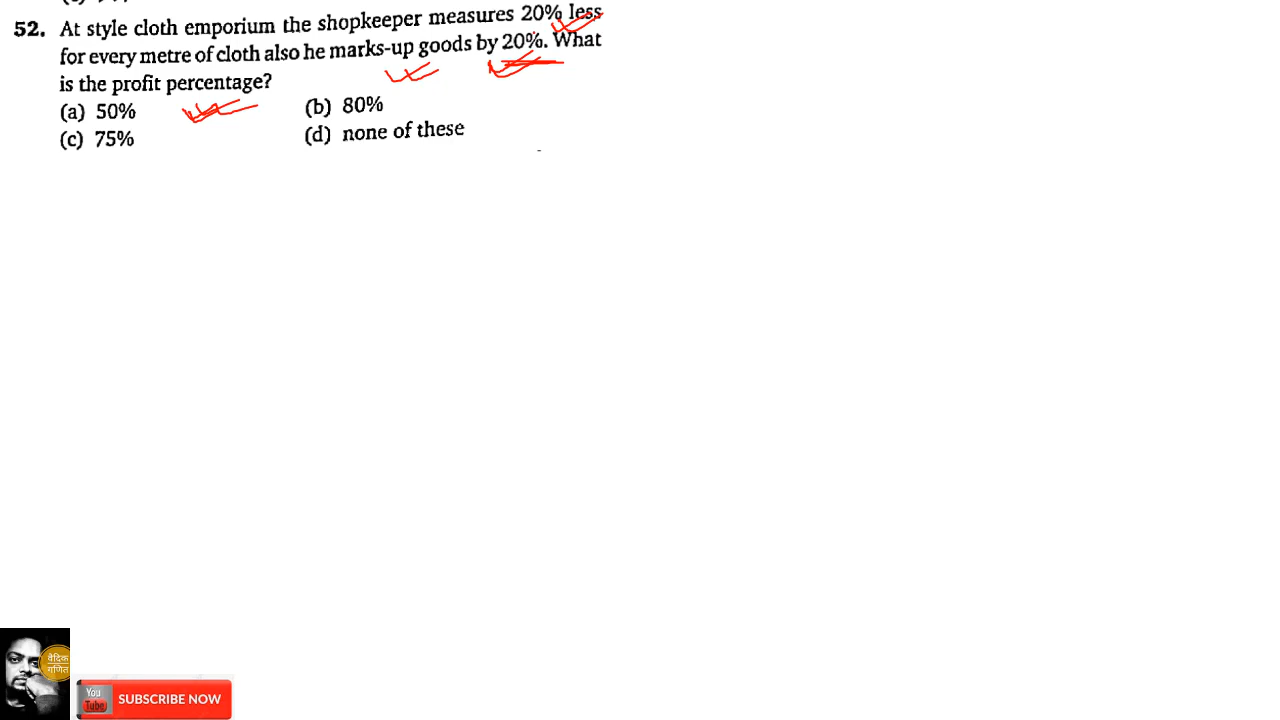 52. At style cloth emporium the shopkeeper measures 20% less
for every metre of cloth also he marks-up goods by 20%. What
is the profit percentage?
(a) 50% (b) 80%
(c) 75% (d) none of these
वैदिक
गणित
You
Tube SUBSCRIBE NOW